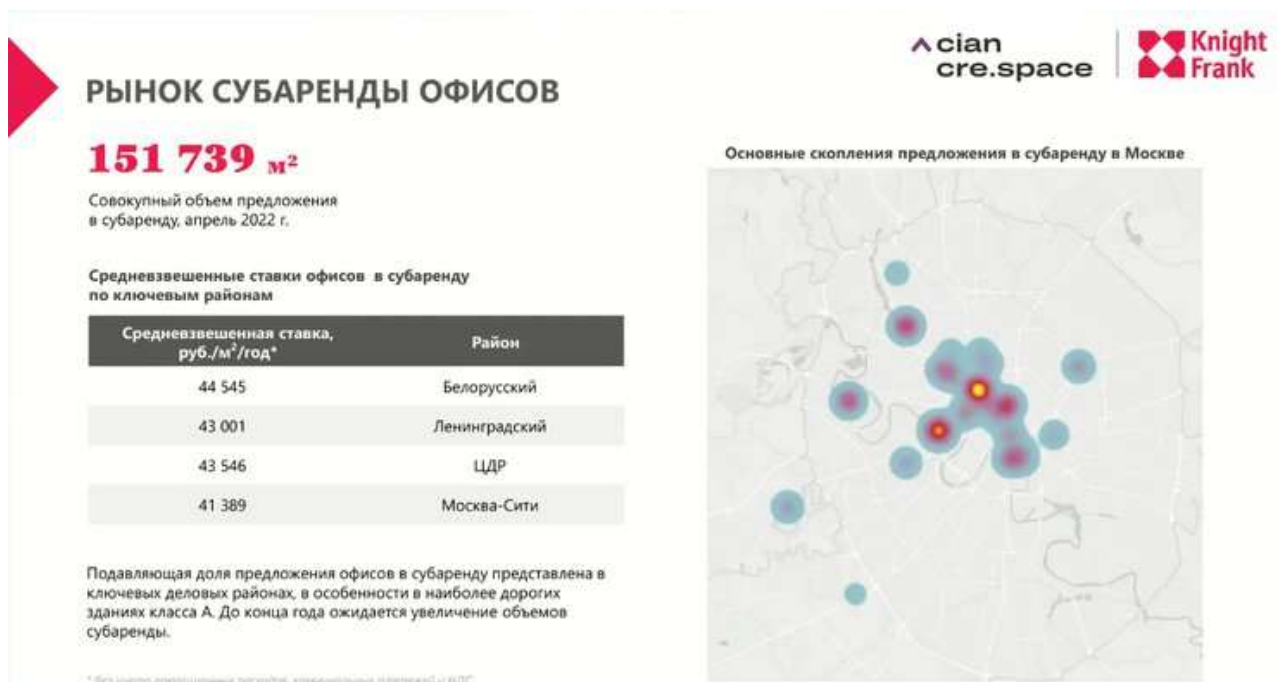 cian
cre.space
Knight
Frank
РЫНОК СУБАРЕНДЫ ОФИСОВ
151 739 м²
Совокупный объем предложения
в субаренду, апрель 2022 г.
Средневзвешенные ставки офисов в субаренду
по ключевым районам
Средневзвешенная ставка,
руб./м²/год*
Район
44 545 Белорусский
43 001 Ленинградский
43 546 ЦДР
41 389 Москва-Сити
Подавляющая доля предложения офисов в субаренду представлена в
ключевых деловых районах, в особенности в наиболее дорогих
зданиях класса А. До конца года ожидается увеличение объемов
субаренды.
Основные скопления предложения в субаренду в Москве